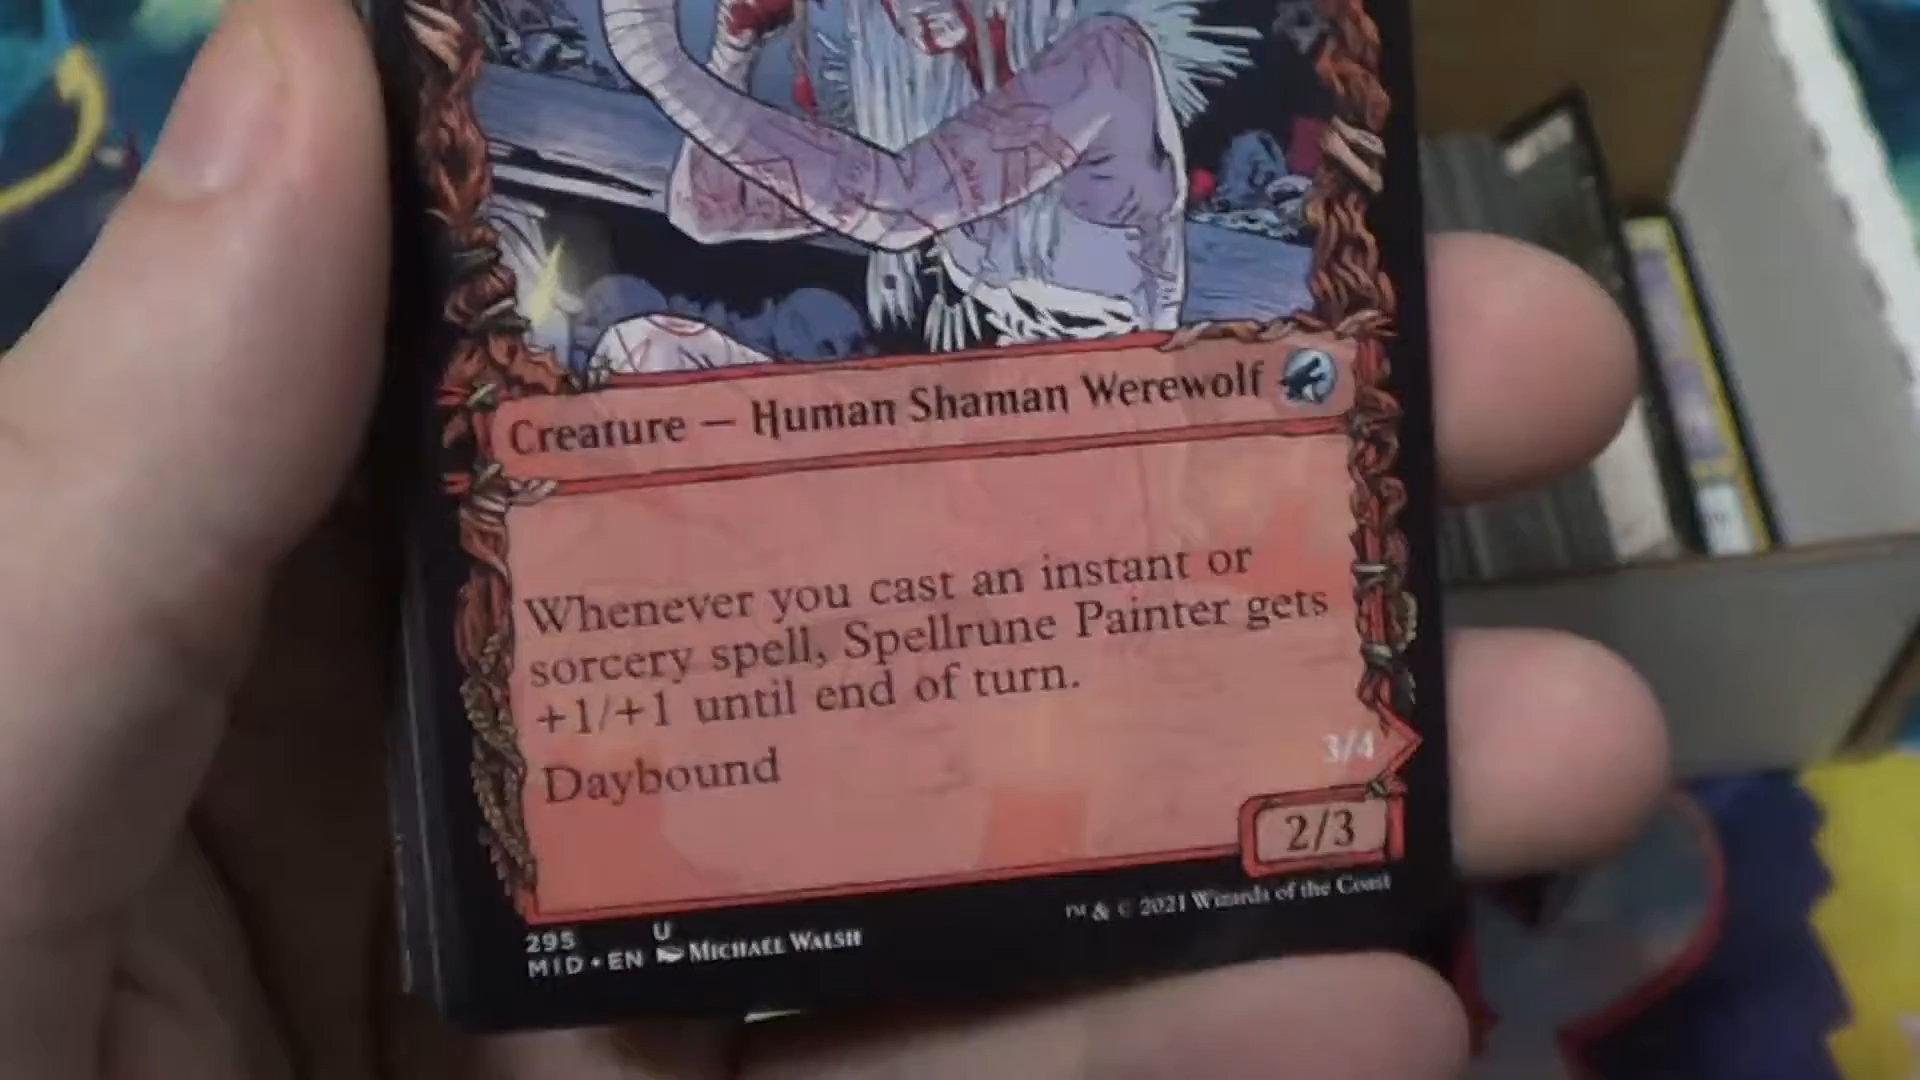 Creature — Human Shaman Werewolf
Whenever you cast an instant or
sorcery spell, Spellrune Painter gets
+1/+1 until end of turn.
Daybound
3/4
2/3
295 U
MID • EN MICHAEL WALSH
™ & © 2021 Wizards of the Coast